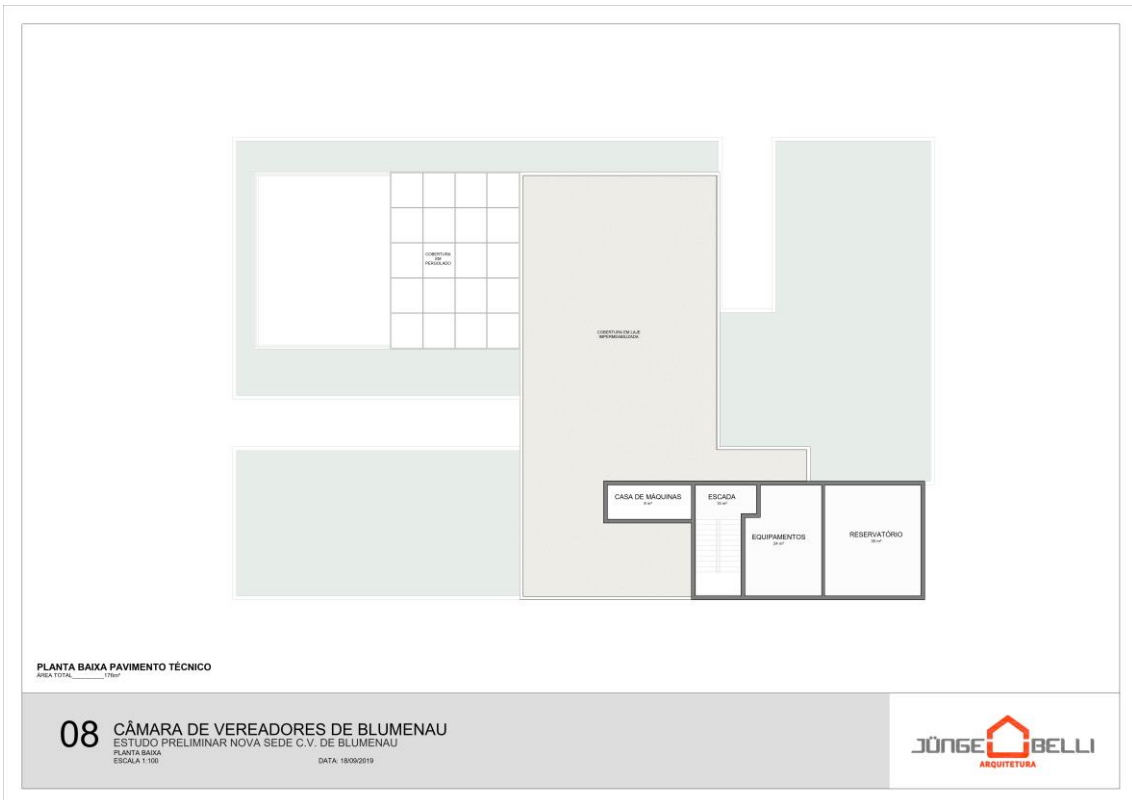 COBERTURA
EM
PERGOLADO
COBERTURA EM LAJE
IMPERMEABILIZADA
CASA DE MÁQUINAS
ESCADA
EQUIPAMENTOS
RESERVATÓRIO
PLANTA BAIXA PAVIMENTO TÉCNICO
ÁREA TOTAL_________178m²
08
CÂMARA DE VEREADORES DE BLUMENAU
ESTUDO PRELIMINAR NOVA SEDE C.V. DE BLUMENAU
PLANTA BAIXA
ESCALA 1:100 DATA: 18/09/2019
JÜNGE BELLI
ARQUITETURA